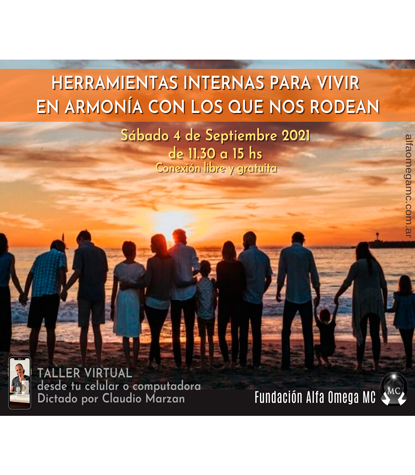 HERRAMIENTAS INTERNAS PARA VIVIR
EN ARMONÍA CON LOS QUE NOS RODEAN
Sábado 4 de Septiembre 2021
de 11.30 a 15 hs
Conexión libre y gratuita
alfaomegamc.com.ar
TALLER VIRTUAL
desde tu celular o computadora
Dictado por Claudio Marzan
Fundación Alfa Omega MC
MC